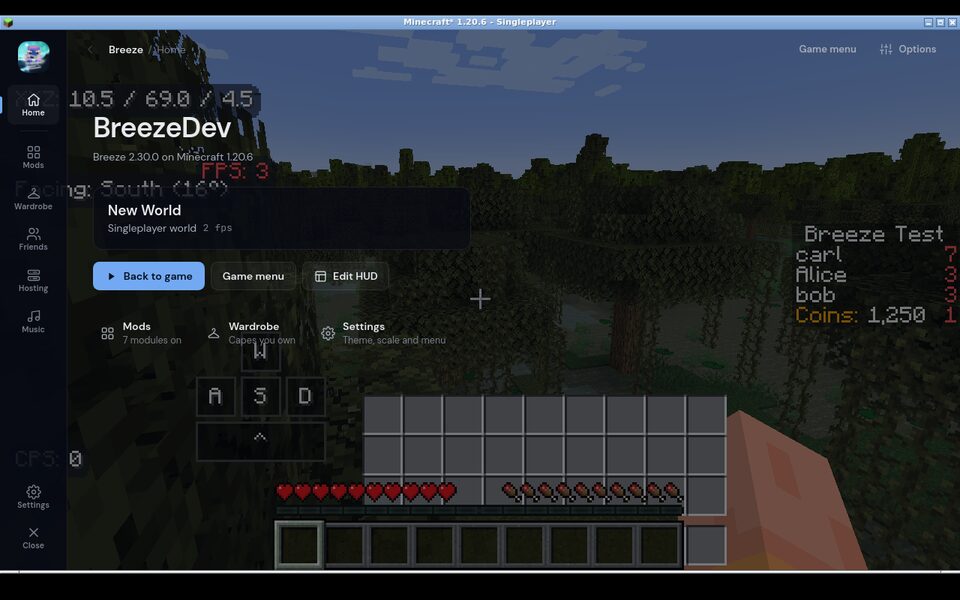 Minecraft* 1.20.6 - Singleplayer
Breeze / Home
Game menu
Options
XYZ: 10.5 / 69.0 / 4.5
Home
BreezeDev
Breeze 2.30.0 on Minecraft 1.20.6
FPS: 3
Mods
Facing: South (16°)
Wardrobe
New World
Singleplayer world 2 fps
Friends
Breeze Test
carl 7
Alice 3
bob 3
Coins: 1,250 1
Hosting
Back to game
Game menu
Edit HUD
Music
Mods
7 modules on
Wardrobe
Capes you own
Settings
Theme, scale and menu
W
A S D
^
CPS: 0
Settings
Close